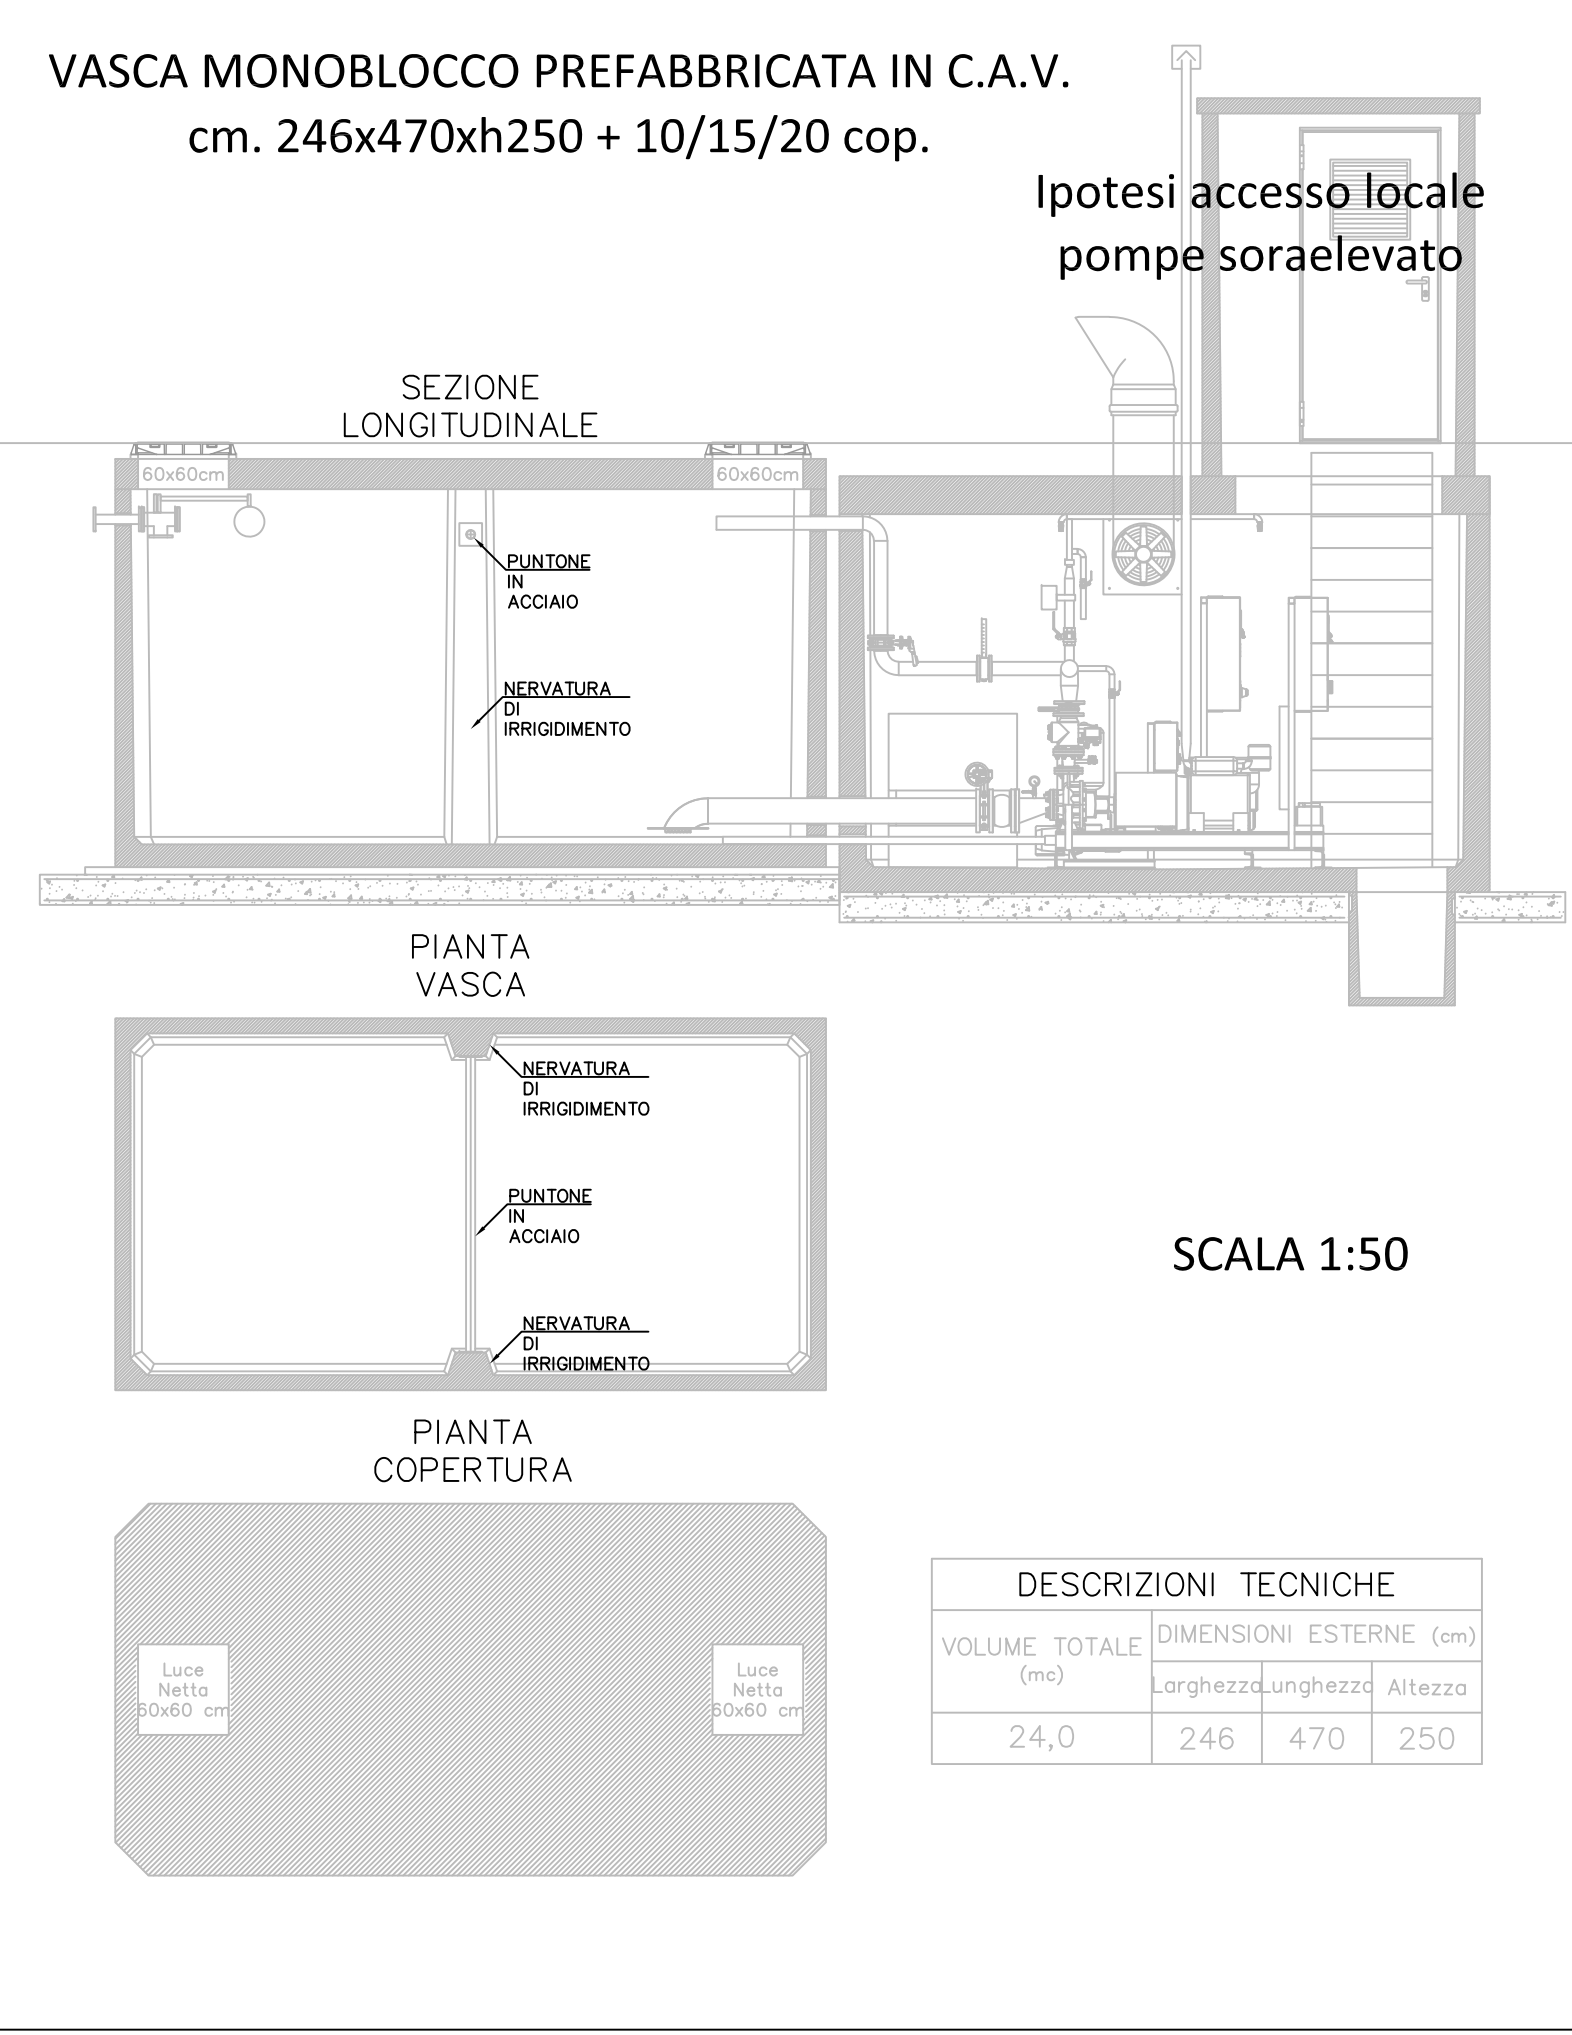 VASCA MONOBLOCCO PREFABBRICATA IN C.A.V.
cm. 246x470xh250 + 10/15/20 cop.
Ipotesi accesso locale
pompe soraelevato
SEZIONE
LONGITUDINALE
60x60cm
60x60cm
PUNTONE
IN
ACCIAIO
NERVATURA
DI
IRRIGIDIMENTO
PIANTA
VASCA
NERVATURA
DI
IRRIGIDIMENTO
PUNTONE
IN
ACCIAIO
NERVATURA
DI
IRRIGIDIMENTO
SCALA 1:50
PIANTA
COPERTURA
Luce
Netta
60x60 cm
Luce
Netta
60x60 cm
DESCRIZIONI TECNICHE
VOLUME TOTALE
(mc)
DIMENSIONI ESTERNE (cm)
Larghezza Lunghezza Altezza
24,0 246 470 250